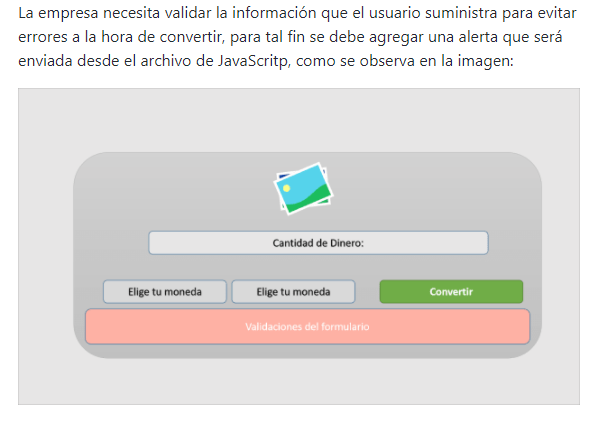 La empresa necesita validar la información que el usuario suministra para evitar
errores a la hora de convertir, para tal fin se debe agregar una alerta que será
enviada desde el archivo de JavaScritp, como se observa en la imagen:
Cantidad de Dinero:
Elige tu moneda
Elige tu moneda
Convertir
Validaciones del formulario